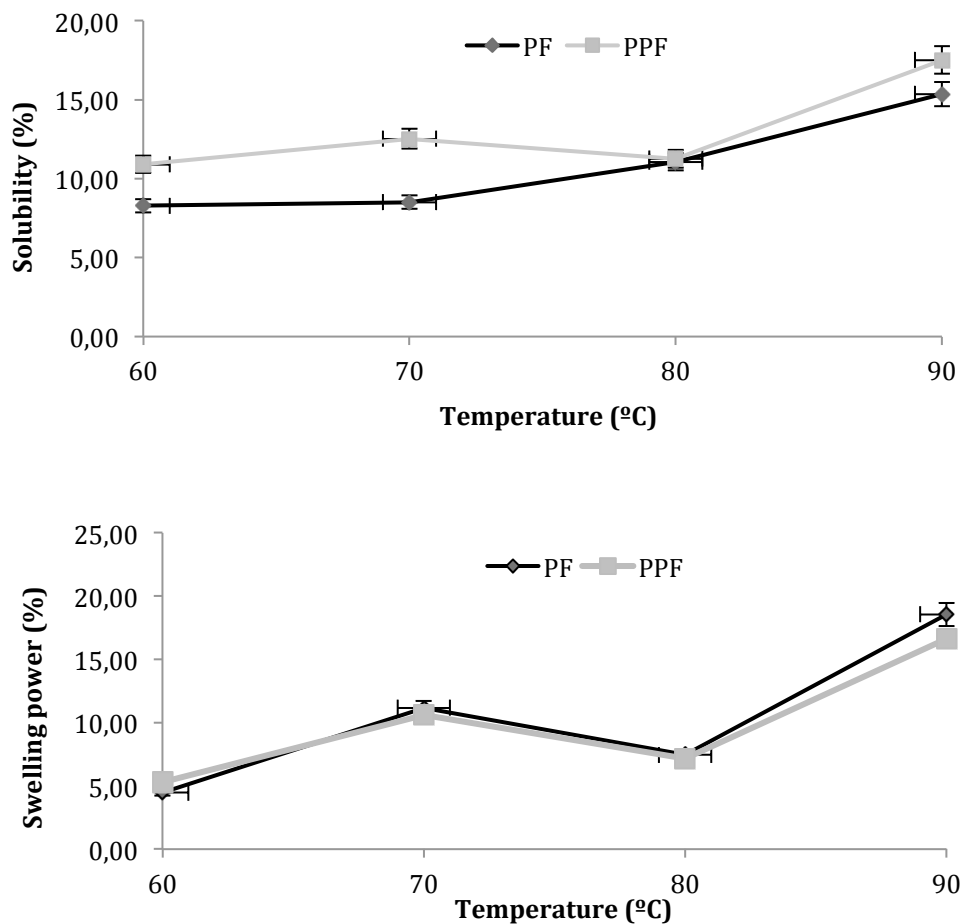 20,00
PF PPF
15,00
10,00
5,00
0,00
Solubility (%)
60 70 80 90
Temperature (ºC)
25,00
PF PPF
20,00
15,00
10,00
5,00
0,00
Swelling power (%)
60 70 80 90
Temperature (ºC)